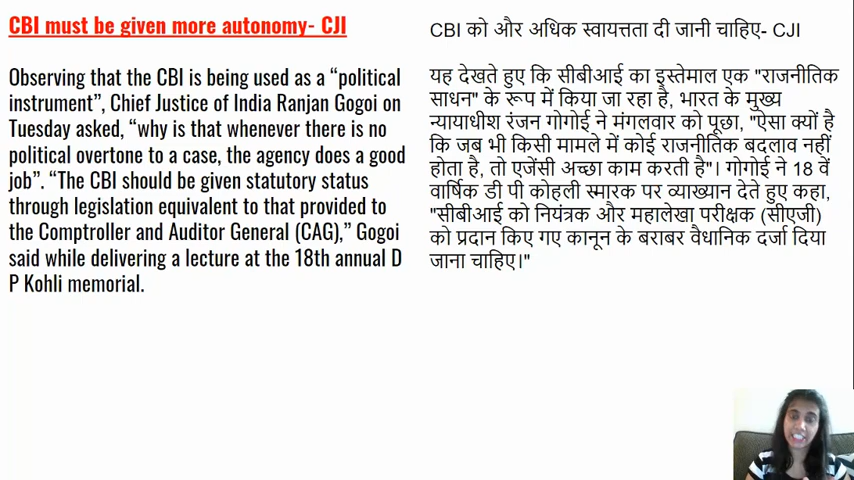 CBI must be given more autonomy- CJI
Observing that the CBI is being used as a “political
instrument”, Chief Justice of India Ranjan Gogoi on
Tuesday asked, “why is that whenever there is no
political overtone to a case, the agency does a good
job”. “The CBI should be given statutory status
through legislation equivalent to that provided to
the Comptroller and Auditor General (CAG),” Gogoi
said while delivering a lecture at the 18th annual D
P Kohli memorial.
CBI को और अधिक स्वायत्तता दी जानी चाहिए- CJI
यह देखते हुए कि सीबीआई का इस्तेमाल एक "राजनीतिक
साधन" के रूप में किया जा रहा है, भारत के मुख्य
न्यायाधीश रंजन गोगोई ने मंगलवार को पूछा, "ऐसा क्यों है
कि जब भी किसी मामले में कोई राजनीतिक बदलाव नहीं
होता है, तो एजेंसी अच्छा काम करती है"। गोगोई ने 18 वें
वार्षिक डी पी कोहली स्मारक पर व्याख्यान देते हुए कहा,
"सीबीआई को नियंत्रक और महालेखा परीक्षक (सीएजी)
को प्रदान किए गए कानून के बराबर वैधानिक दर्जा दिया
जाना चाहिए।"